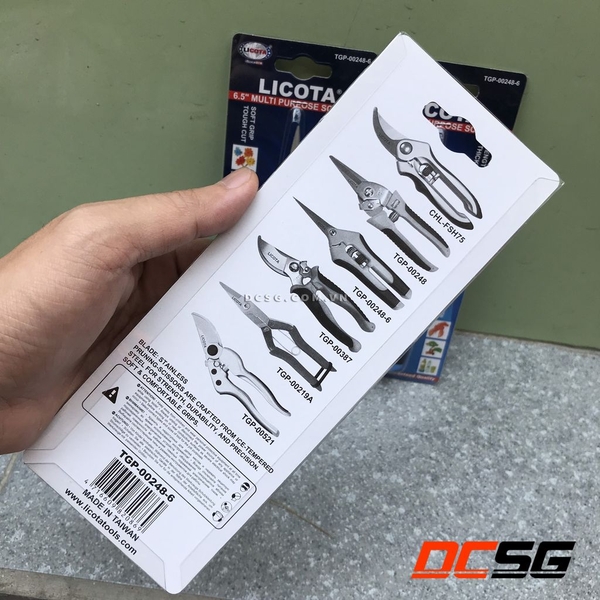 LICOTA
TGP-00248-6
LICOTA®
6.5" MULTI PURPOSE
SOFT GRIP
TOUGH CUT
TGP-00248-6
PURPOSE
CHL-FSH75
TGP-00248
TGP-00248-6
LICOTA
TGP-00387
TGP-00219A
TGP-00521
DCSG.COM.VN
BLADE: STAINLESS
PRUNING-SCISSORS ARE CRAFTED FROM ICE-TEMPERED
STEEL FOR STRENGTH, DURABILITY, AND PRECISION.
SOFT & COMFORTABLE GRIPS.
TGP-00248-6
MADE IN TAIWAN
www.licotatools.com
DCSG